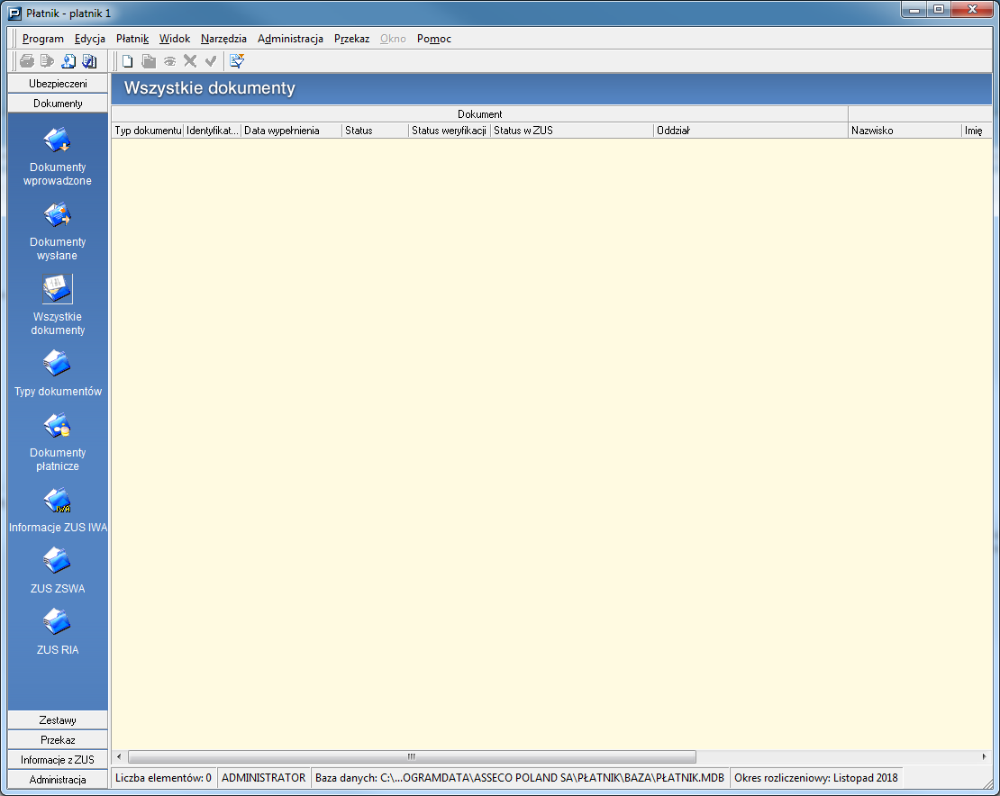 Płatnik - platnik 1
Program Edycja Płatnik Widok Narzędzia Administracja Przekaz Okno Pomoc
Ubezpieczeni
Dokumenty
Dokumenty
wprowadzone
Dokumenty
wysłane
Wszystkie
dokumenty
Typy dokumentów
Dokumenty
płatnicze
IWA
Informacje ZUS IWA
ZUS ZSWA
ZUS RIA
Zestawy
Przekaz
Informacje z ZUS
Administracja
Wszystkie dokumenty
Dokument
Typ dokumentu Identyfikat... Data wypełnienia Status Status weryfikacji Status w ZUS Oddział Nazwisko Imię
Liczba elementów: 0 ADMINISTRATOR Baza danych: C:\...OGRAMDATA\ASSECO POLAND SA\PŁATNIK\BAZA\PŁATNIK.MDB Okres rozliczeniowy: Listopad 2018